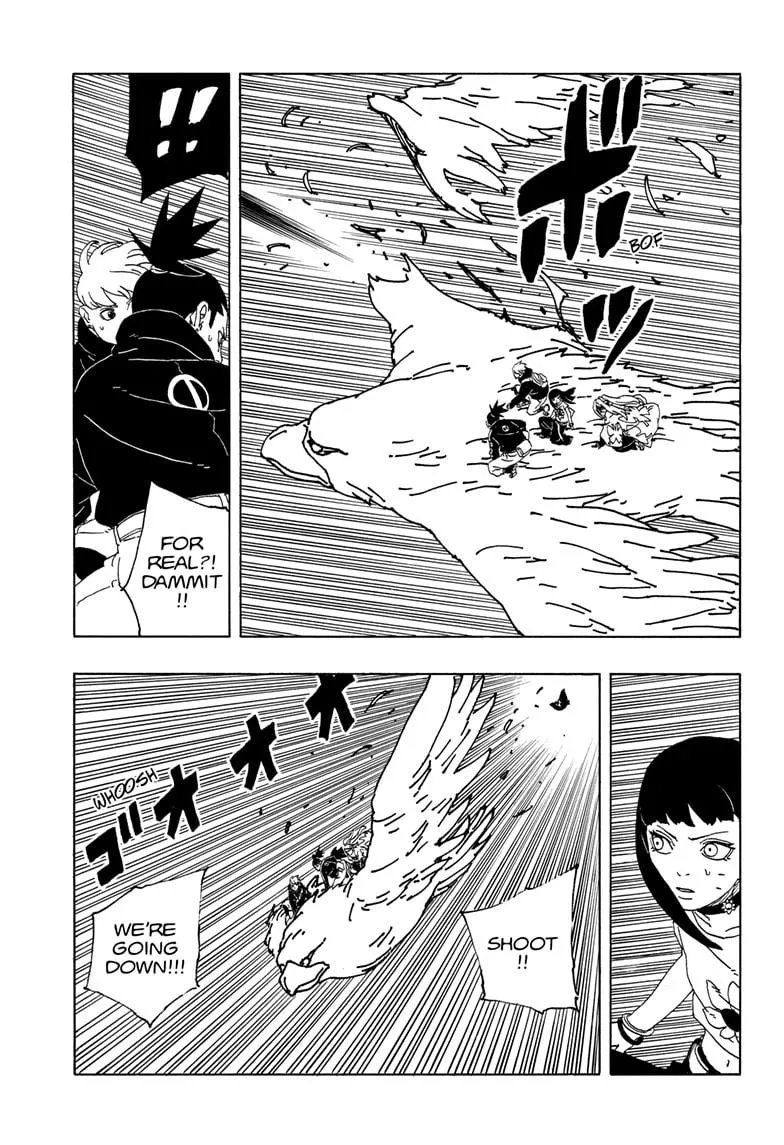 ボッ
BOF
!!
FOR
REAL?!
DAMMIT
!!
SHOOT
!!
WHOOSH
ゴオオオ
WE'RE
GOING
DOWN!!!